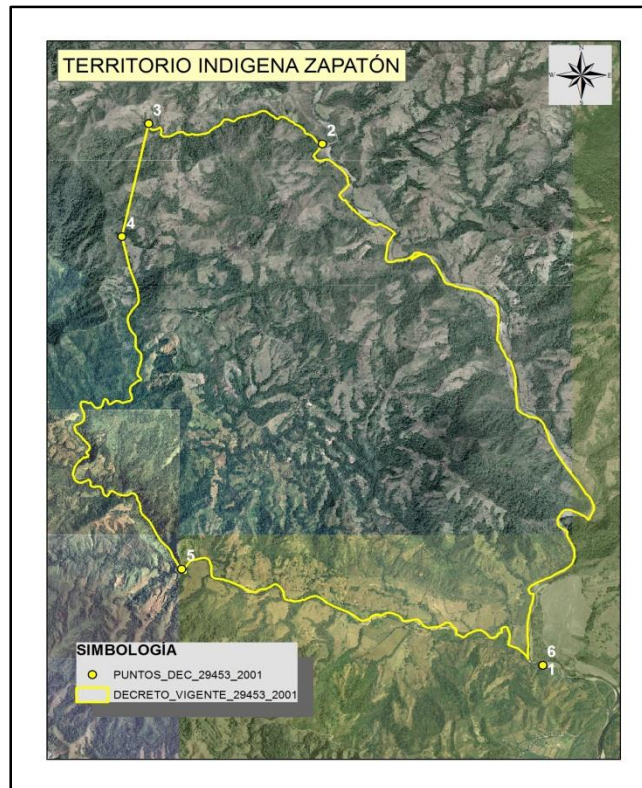 TERRITORIO INDIGENA ZAPATÓN
N
W
E
S
3
2
4
5
6
1
SIMBOLOGÍA
PUNTOS_DEC_29453_2001
DECRETO_VIGENTE_29453_2001